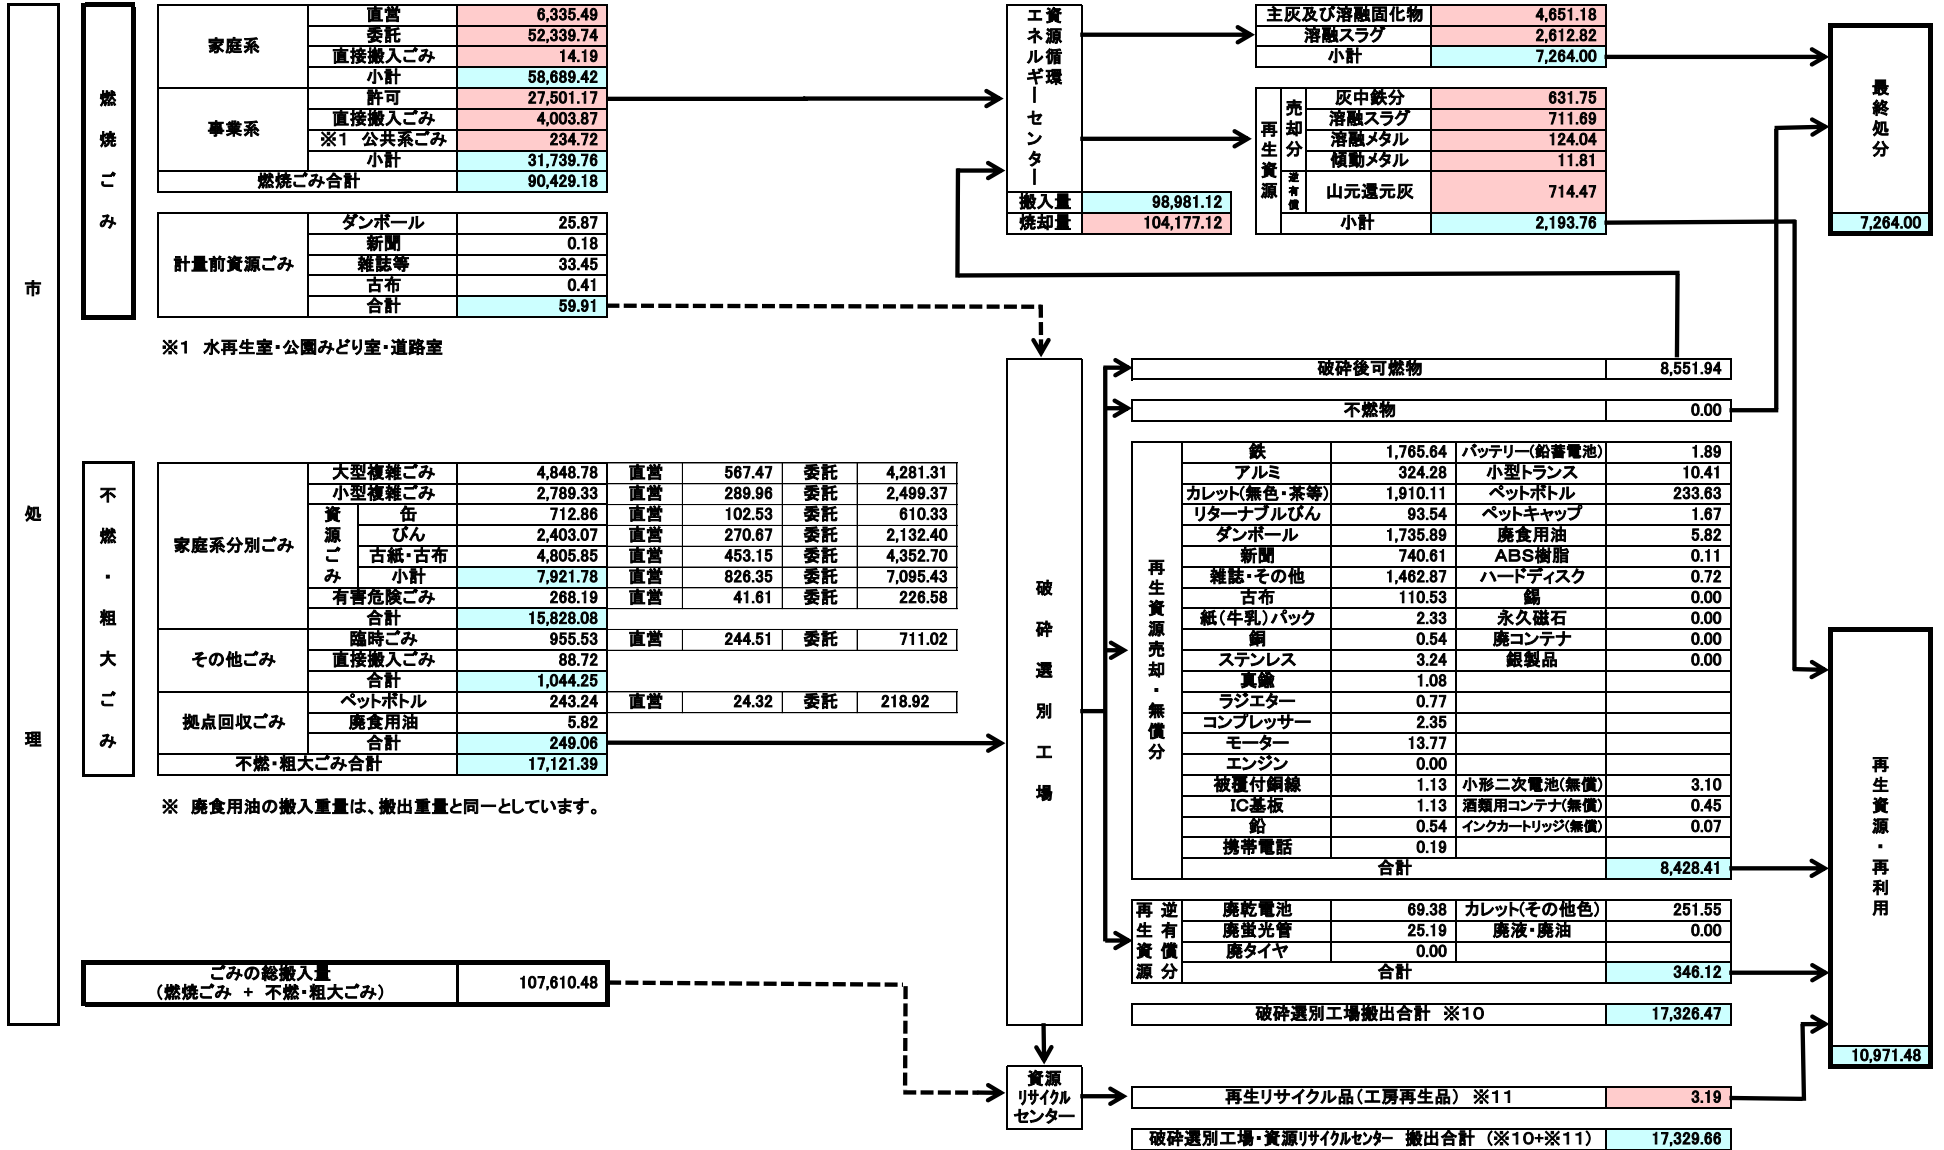 市処理
燃焼ごみ
家庭系 直営 6,335.49
委託 52,339.74
直接搬入ごみ 14.19
小計 58,689.42
事業系 許可 27,501.17
直接搬入ごみ 4,003.87
※1 公共系ごみ 234.72
小計 31,739.76
燃焼ごみ合計 90,429.18
計量前資源ごみ ダンボール 25.87
新聞 0.18
雑誌等 33.45
古布 0.41
合計 59.91
※1 水再生室・公園みどり室・道路室
不燃・粗大ごみ
家庭系分別ごみ 大型複雑ごみ 4,848.78 直営 567.47 委託 4,281.31
小型複雑ごみ 2,789.33 直営 289.96 委託 2,499.37
資源ごみ 缶 712.86 直営 102.53 委託 610.33
びん 2,403.07 直営 270.67 委託 2,132.40
古紙・古布 4,805.85 直営 453.15 委託 4,352.70
小計 7,921.78 直営 826.35 委託 7,095.43
有害危険ごみ 268.19 直営 41.61 委託 226.58
合計 15,828.08
その他ごみ 臨時ごみ 955.53 直営 244.51 委託 711.02
直接搬入ごみ 88.72
合計 1,044.25
拠点回収ごみ ペットボトル 243.24 直営 24.32 委託 218.92
廃食用油 5.82
合計 249.06
不燃・粗大ごみ合計 17,121.39
※ 廃食用油の搬入重量は、搬出重量と同一としています。
ごみの総搬入量
(燃焼ごみ + 不燃・粗大ごみ) 107,610.48
資源循環
エネルギーセンター
搬入量 98,981.12
焼却量 104,177.12
主灰及び溶融固化物 4,651.18
溶融スラグ 2,612.82
小計 7,264.00
再生資源 売却分 灰中鉄分 631.75
溶融スラグ 711.69
溶融メタル 124.04
傾動メタル 11.81
逆有償 山元還元灰 714.47
小計 2,193.76
最終処分
7,264.00
破砕選別工場
破砕後可燃物 8,551.94
不燃物 0.00
再生資源売却・無償分
鉄 1,765.64 バッテリー(鉛蓄電池) 1.89
アルミ 324.28 小型トランス 10.41
カレット(無色・茶等) 1,910.11 ペットボトル 233.63
リターナブルびん 93.54 ペットキャップ 1.67
ダンボール 1,735.89 廃食用油 5.82
新聞 740.61 ABS樹脂 0.11
雑誌・その他 1,462.87 ハードディスク 0.72
古布 110.53 錫 0.00
紙(牛乳)パック 2.33 永久磁石 0.00
銅 0.54 廃コンテナ 0.00
ステンレス 3.24 銀製品 0.00
真鍮 1.08
ラジエター 0.77
コンプレッサー 2.35
モーター 13.77
エンジン 0.00
被覆付銅線 1.13 小形二次電池(無償) 3.10
IC基板 1.13 酒類用コンテナ(無償) 0.45
鉛 0.54 インクカートリッジ(無償) 0.07
携帯電話 0.19
合計 8,428.41
再生資源 逆有償分
廃乾電池 69.38 カレット(その他色) 251.55
廃蛍光管 25.19 廃液・廃油 0.00
廃タイヤ 0.00
合計 346.12
破砕選別工場搬出合計 ※10 17,326.47
再生資源・再利用
10,971.48
資源
リサイクル
センター
再生リサイクル品(工房再生品) ※11 3.19
破砕選別工場・資源リサイクルセンター 搬出合計 (※10+※11) 17,329.66